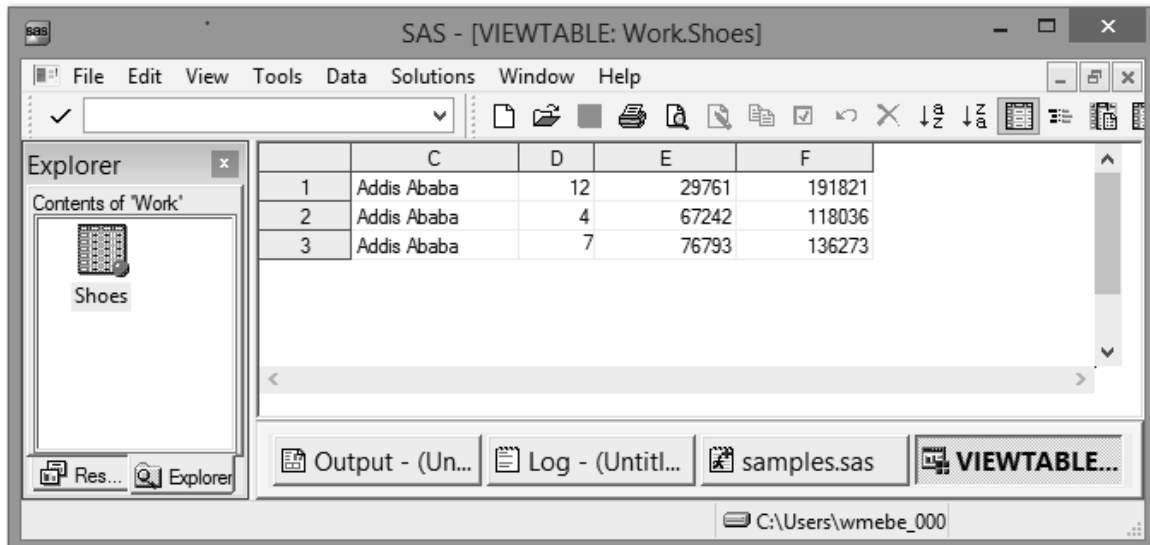 sas
SAS - [VIEWTABLE: Work.Shoes]
File Edit View Tools Data Solutions Window Help
Explorer
Contents of 'Work'
Shoes
C D E F
1 Addis Ababa 12 29761 191821
2 Addis Ababa 4 67242 118036
3 Addis Ababa 7 76793 136273
Res... Explorer
Output - (Un... Log - (Untitl... samples.sas VIEWTABLE...
C:\Users\wmebe_000